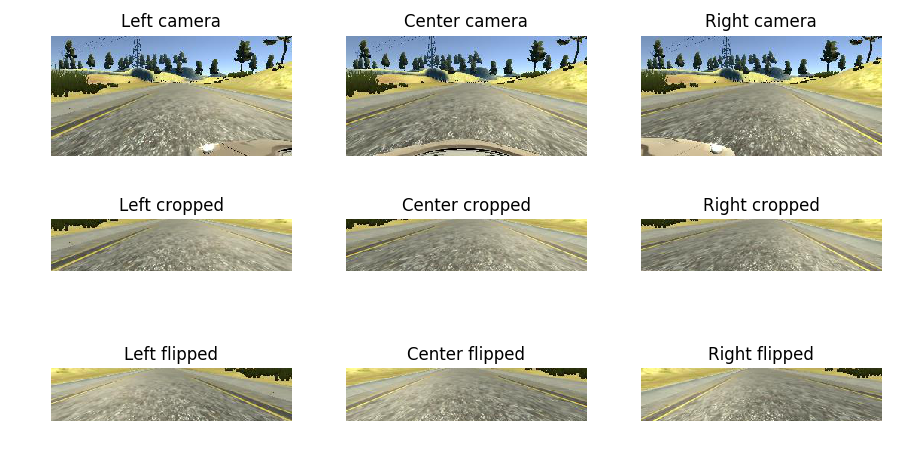 Left camera
Center camera
Right camera
Left cropped
Center cropped
Right cropped
Left flipped
Center flipped
Right flipped